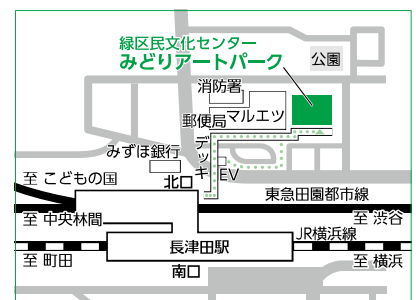 緑区民文化センター
みどりアートパーク
公園
消防署
郵便局
マルエツ
デッキ
みずほ銀行
EV
北口
至 こどもの国
東急田園都市線
至 中央林間
至 渋谷
JR横浜線
長津田駅
至 町田
至 横浜
南口